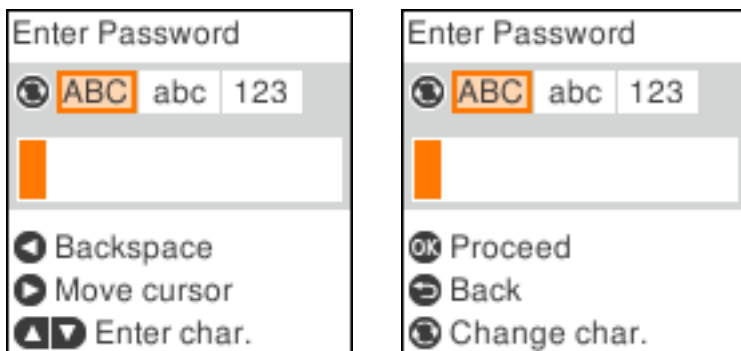 Enter Password
ABC abc 123
Backspace
Move cursor
Enter char.
Enter Password
ABC abc 123
OK Proceed
Back
Change char.